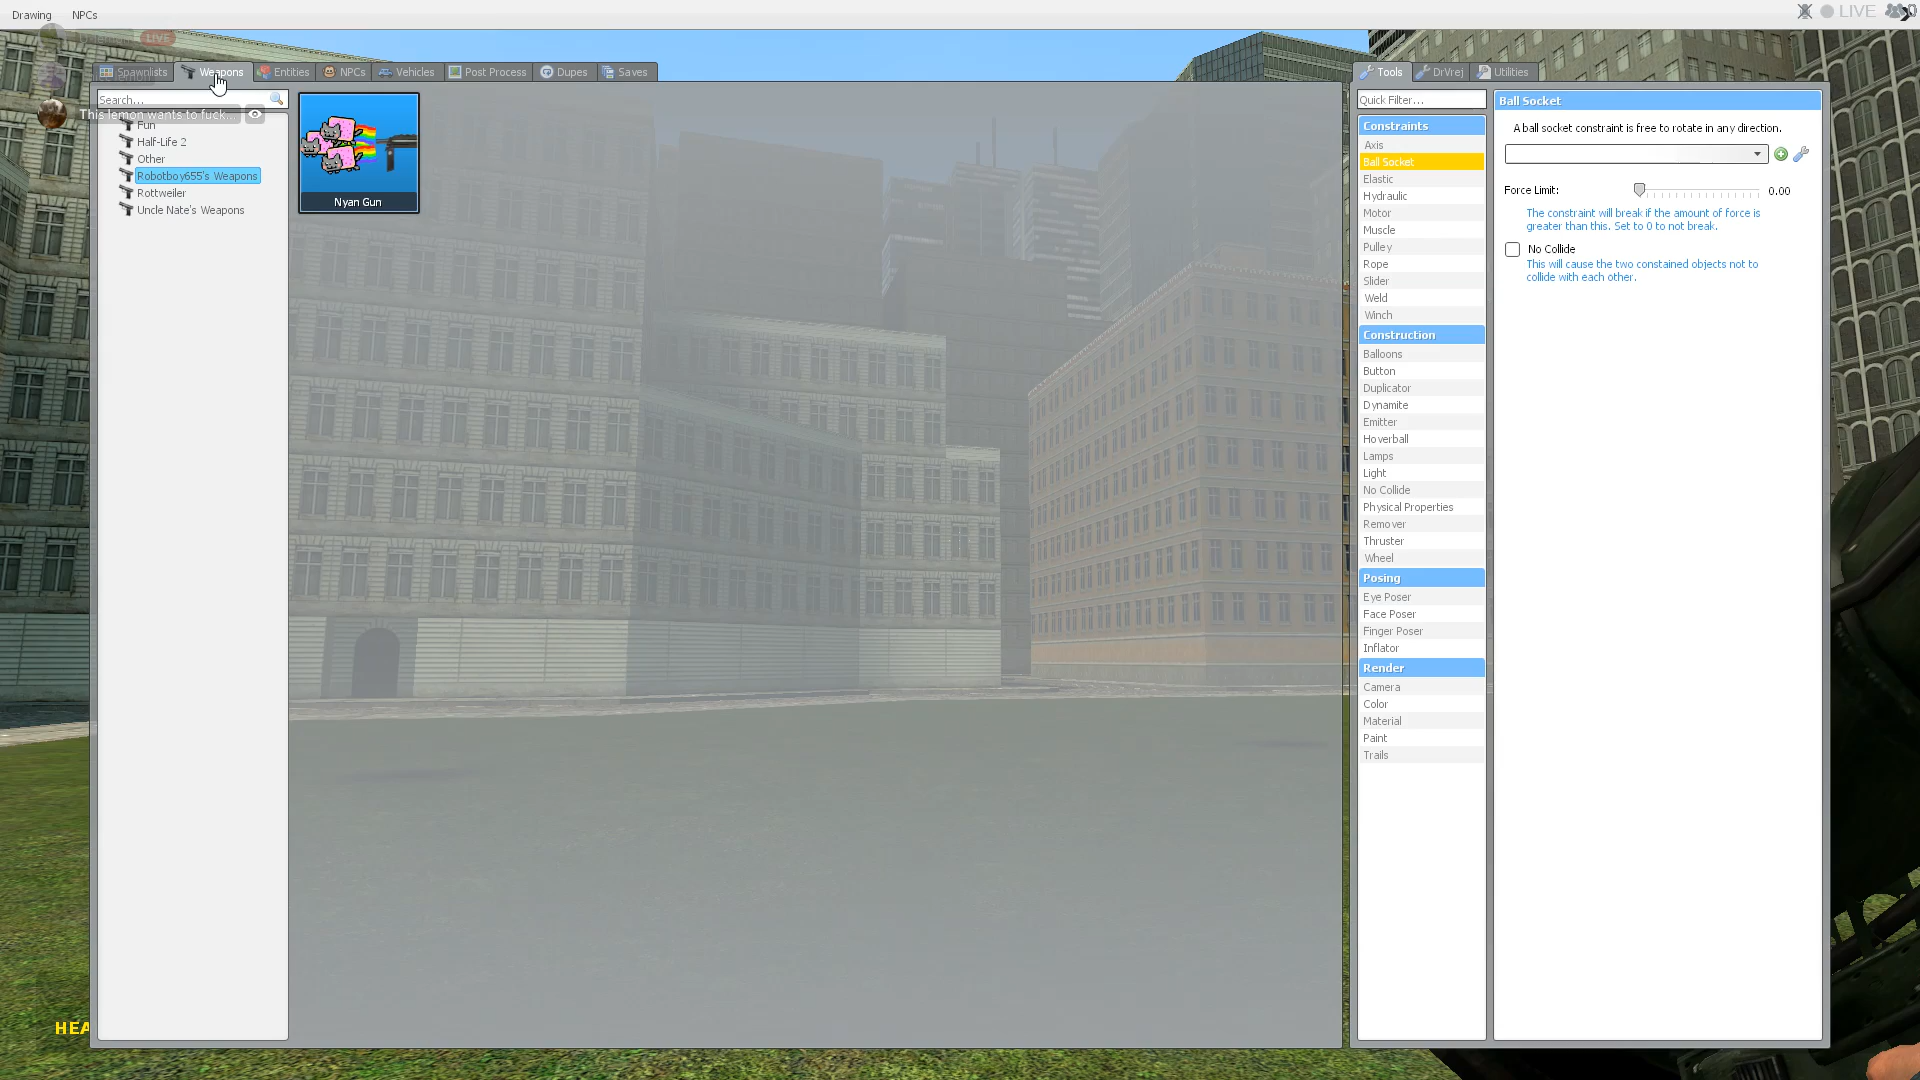 Drawing NPCs
LIVE
LIVE
Spawnlists Weapons Entities NPCs Vehicles Post Process Dupes Saves
Tools DrVrej Utilities
Search...
This lemon wants to fuck...
Fun
Half-Life 2
Other
Robotboy655's Weapons
Rottweiler
Uncle Nate's Weapons
Nyan Gun
Quick Filter...
Constraints
Axis
Ball Socket
Elastic
Hydraulic
Motor
Muscle
Pulley
Rope
Slider
Weld
Winch
Construction
Balloons
Button
Duplicator
Dynamite
Emitter
Hoverball
Lamps
Light
No Collide
Physical Properties
Remover
Thruster
Wheel
Posing
Eye Poser
Face Poser
Finger Poser
Inflator
Render
Camera
Color
Material
Paint
Trails
Ball Socket
A ball socket constraint is free to rotate in any direction.
Force Limit: 0.00
The constraint will break if the amount of force is
greater than this. Set to 0 to not break.
No Collide
This will cause the two constained objects not to
collide with each other.
HEA